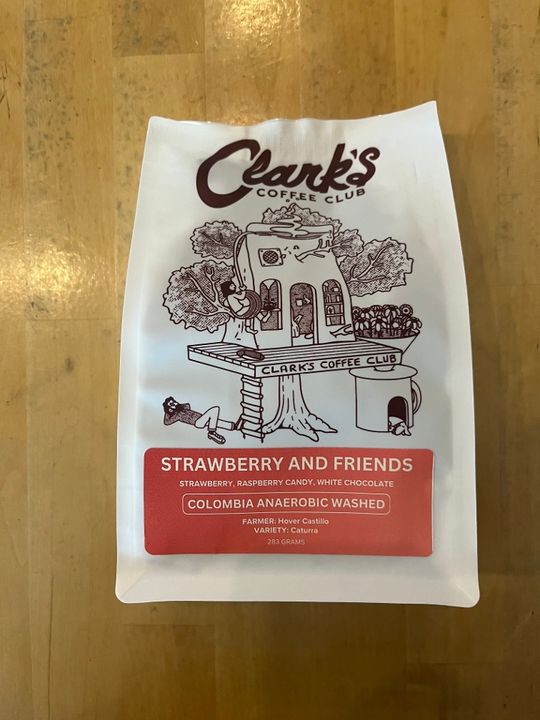 Clark's
COFFEE CLUB
CLARK'S COFFEE CLUB
STRAWBERRY AND FRIENDS
STRAWBERRY, RASPBERRY CANDY, WHITE CHOCOLATE
COLOMBIA ANAEROBIC WASHED
FARMER: Hover Castillo
VARIETY: Caturra
283 GRAMS